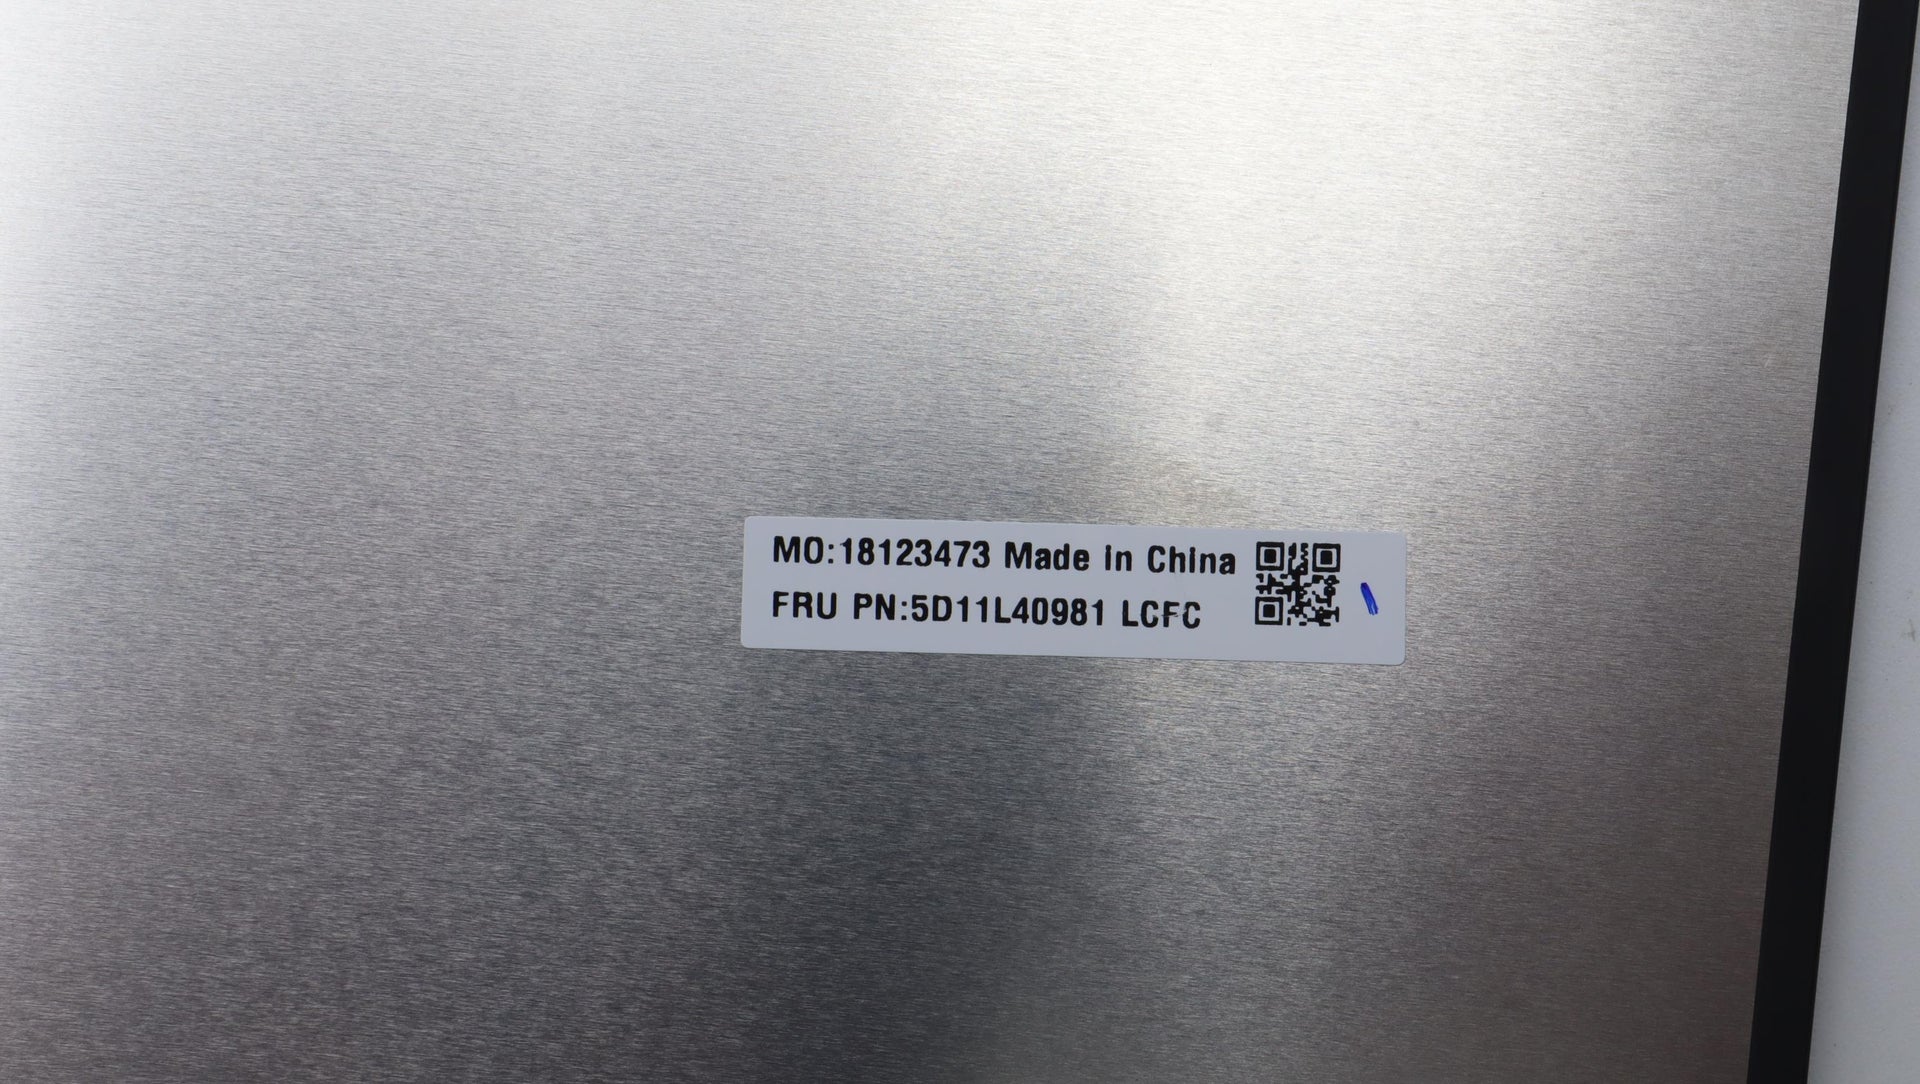 MO:18123473 Made in China
FRU PN:5D11L40981 LCFC